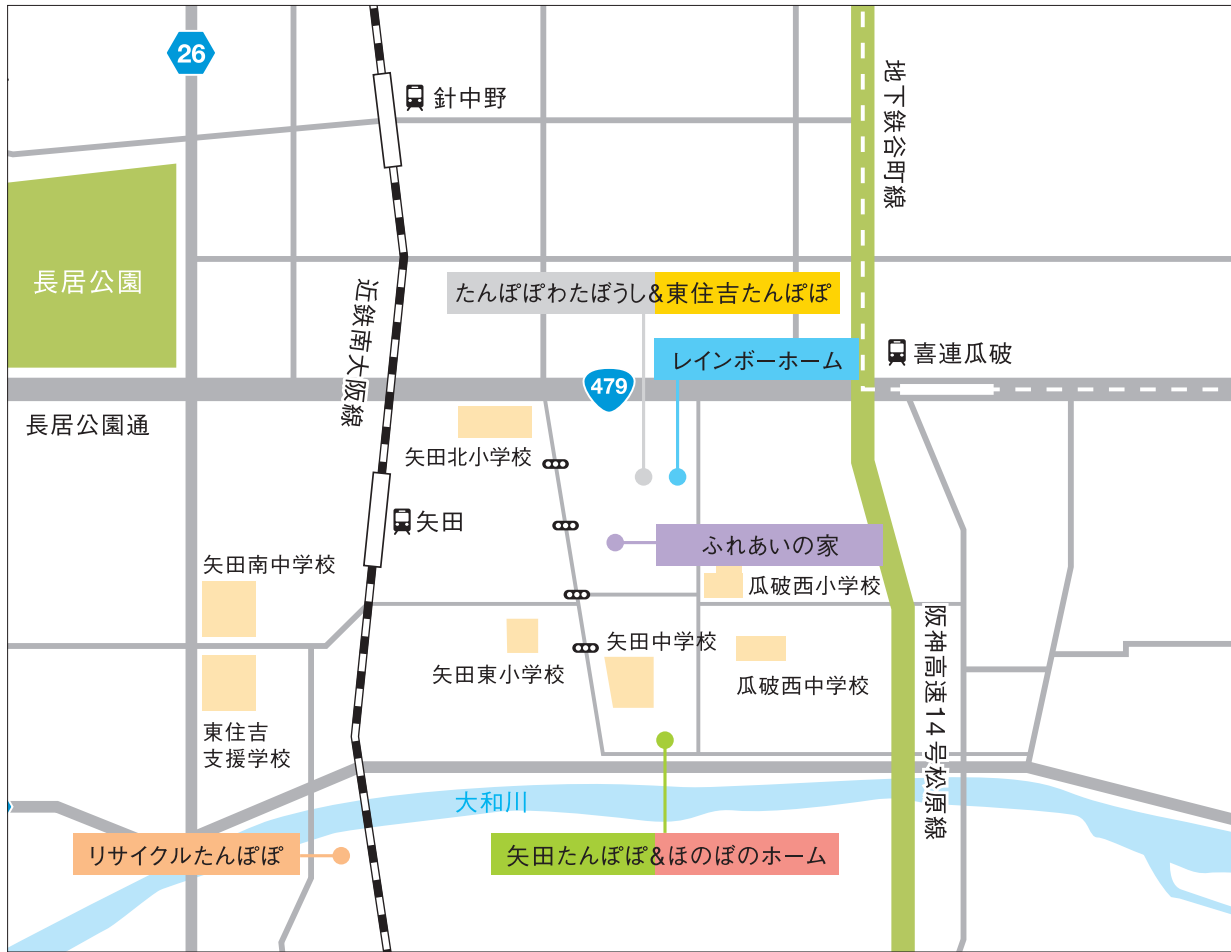 26
針中野
地下鉄谷町線
長居公園
近鉄南大阪線
たんぽぽわたぼうし&東住吉たんぽぽ
レインボーホーム
喜連瓜破
479
長居公園通
矢田北小学校
矢田
ふれあいの家
矢田南中学校
瓜破西小学校
阪神高速14号松原線
矢田中学校
矢田東小学校
瓜破西中学校
東住吉
支援学校
大和川
リサイクルたんぽぽ
矢田たんぽぽ&ほのぼのホーム